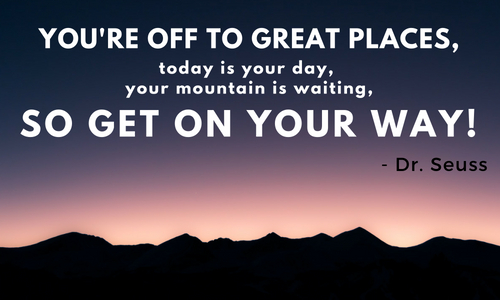 YOU'RE OFF TO GREAT PLACES,
today is your day,
your mountain is waiting,
SO GET ON YOUR WAY!
- Dr. Seuss